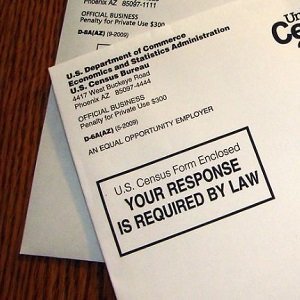 Phoenix AZ 85097-1111
OFFICIAL BUSINESS
Penalty for Private Use $300
D-8A(AZ) (9-2009)
U.S. Department of Commerce
Economics and Statistics Administration
U.S. Census Bureau
4417 West Buckeye Road
Phoenix AZ 85097-4444
OFFICIAL BUSINESS
Penalty for Private Use $300
D-6A(AZ) (5-2009)
AN EQUAL OPPORTUNITY EMPLOYER
U.S. Census Form Enclosed
YOUR RESPONSE
IS REQUIRED BY LAW